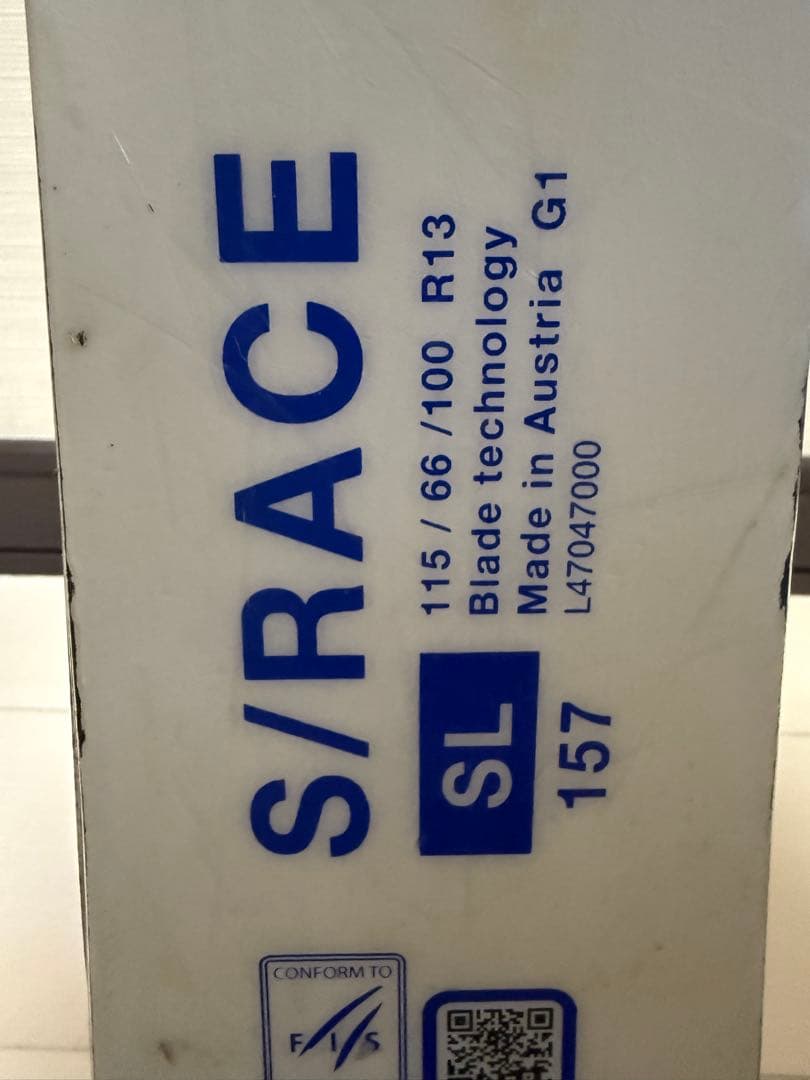 S/RACE
SL
157
115 / 66 /100 R13
Blade technology
Made in Austria G1
L47047000
CONFORM TO
F/I/S